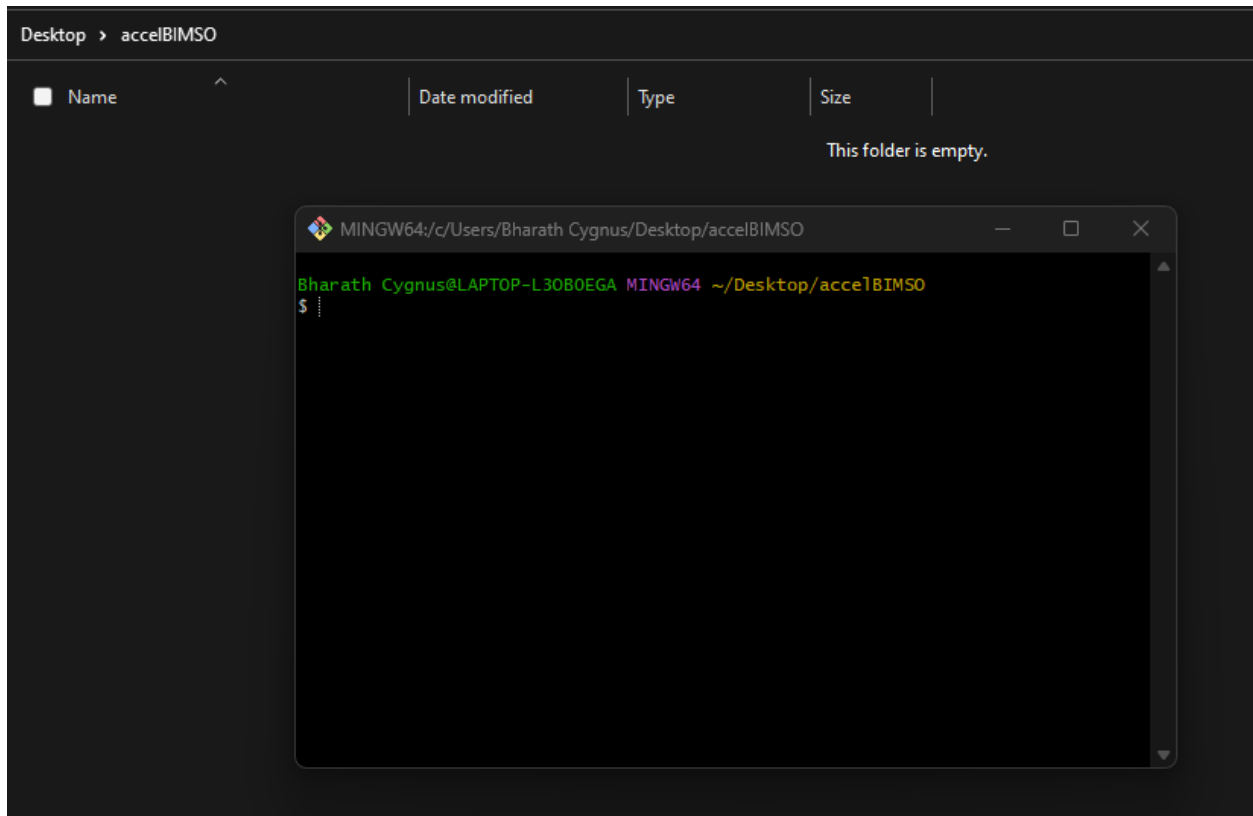 Desktop > accelBIMSO
Name Date modified Type Size
This folder is empty.
MINGW64:/c/Users/Bharath Cygnus/Desktop/accelBIMSO
Bharath Cygnus@LAPTOP-L3OB0EGA MINGW64 ~/Desktop/accelBIMSO
$